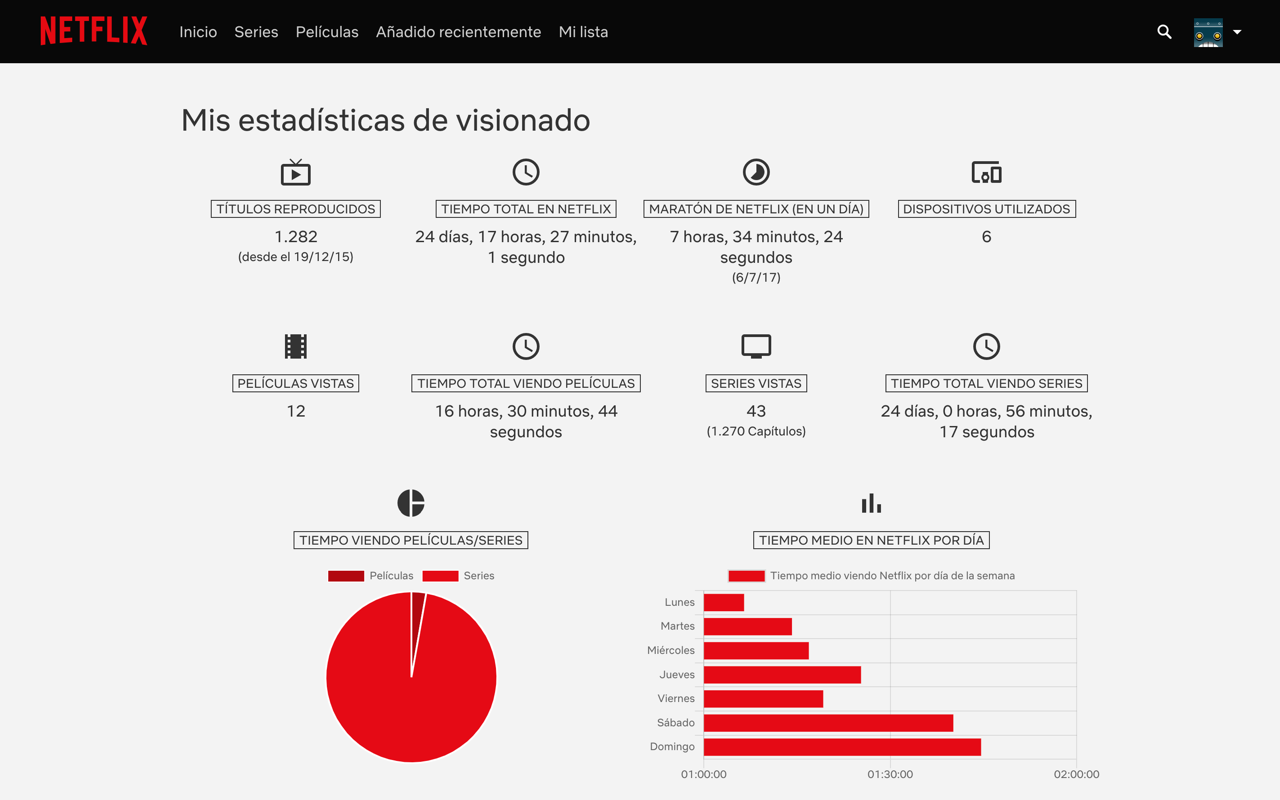 NETFLIX
Inicio Series Películas Añadido recientemente Mi lista
Mis estadísticas de visionado
TÍTULOS REPRODUCIDOS
1.282
(desde el 19/12/15)
TIEMPO TOTAL EN NETFLIX
24 días, 17 horas, 27 minutos,
1 segundo
MARATÓN DE NETFLIX (EN UN DÍA)
7 horas, 34 minutos, 24
segundos
(6/7/17)
DISPOSITIVOS UTILIZADOS
6
PELÍCULAS VISTAS
12
TIEMPO TOTAL VIENDO PELÍCULAS
16 horas, 30 minutos, 44
segundos
SERIES VISTAS
43
(1.270 Capítulos)
TIEMPO TOTAL VIENDO SERIES
24 días, 0 horas, 56 minutos,
17 segundos
TIEMPO VIENDO PELÍCULAS/SERIES
Películas Series
TIEMPO MEDIO EN NETFLIX POR DÍA
Tiempo medio viendo Netflix por día de la semana
Lunes
Martes
Miércoles
Jueves
Viernes
Sábado
Domingo
01:00:00 01:30:00 02:00:00